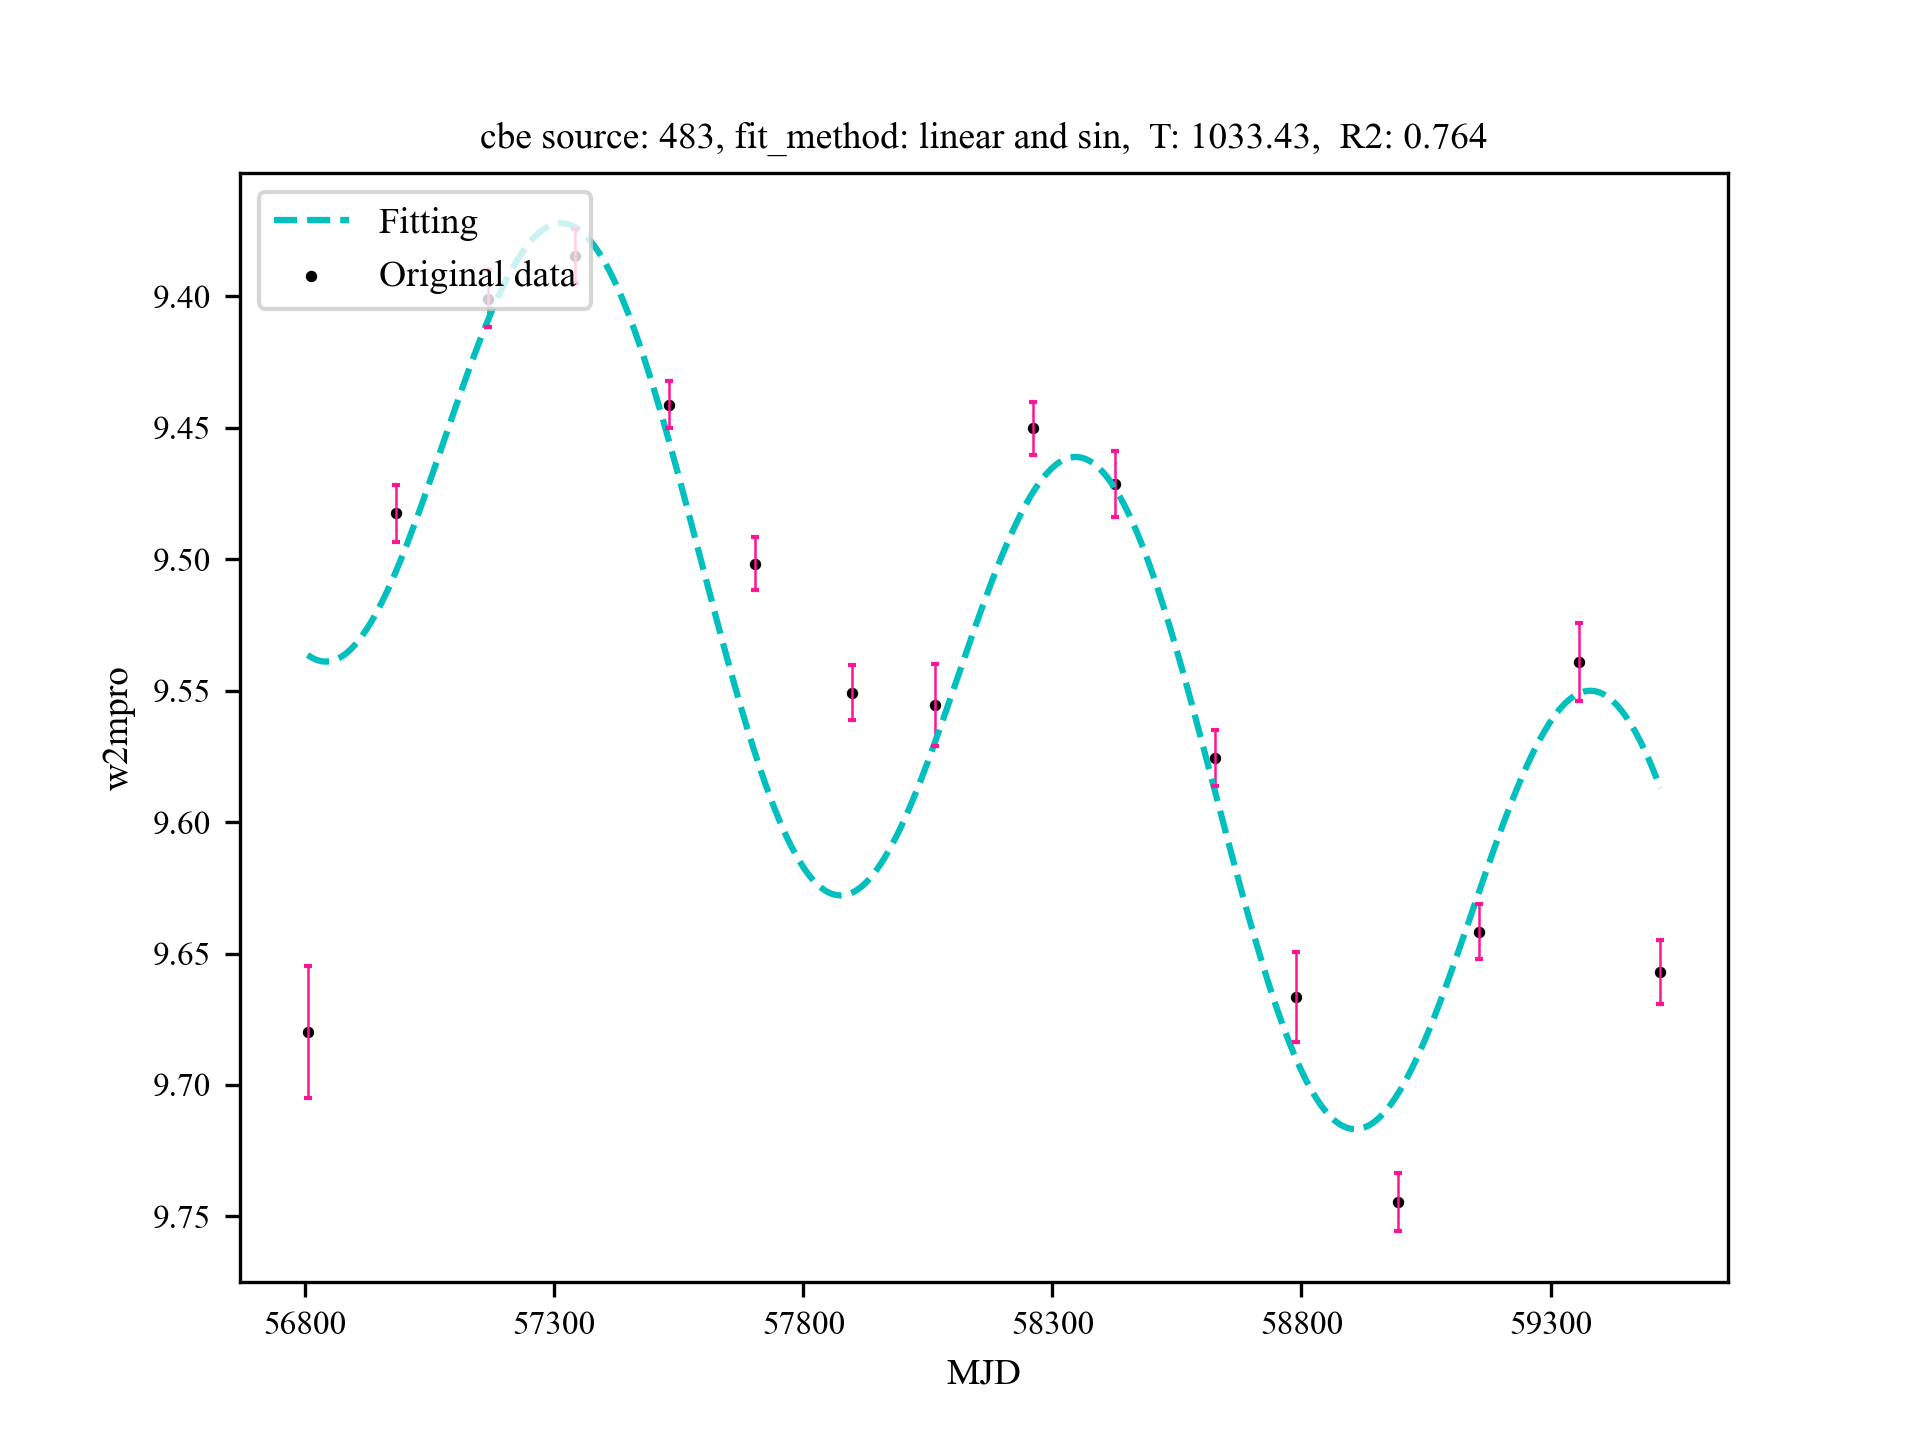 cbe source: 483, fit_method: linear and sin,  T: 1033.43,  R2: 0.764
Fitting
Original data
9.40
9.45
9.50
9.55
9.60
9.65
9.70
9.75
w2mpro
56800
57300
57800
58300
58800
59300
MJD